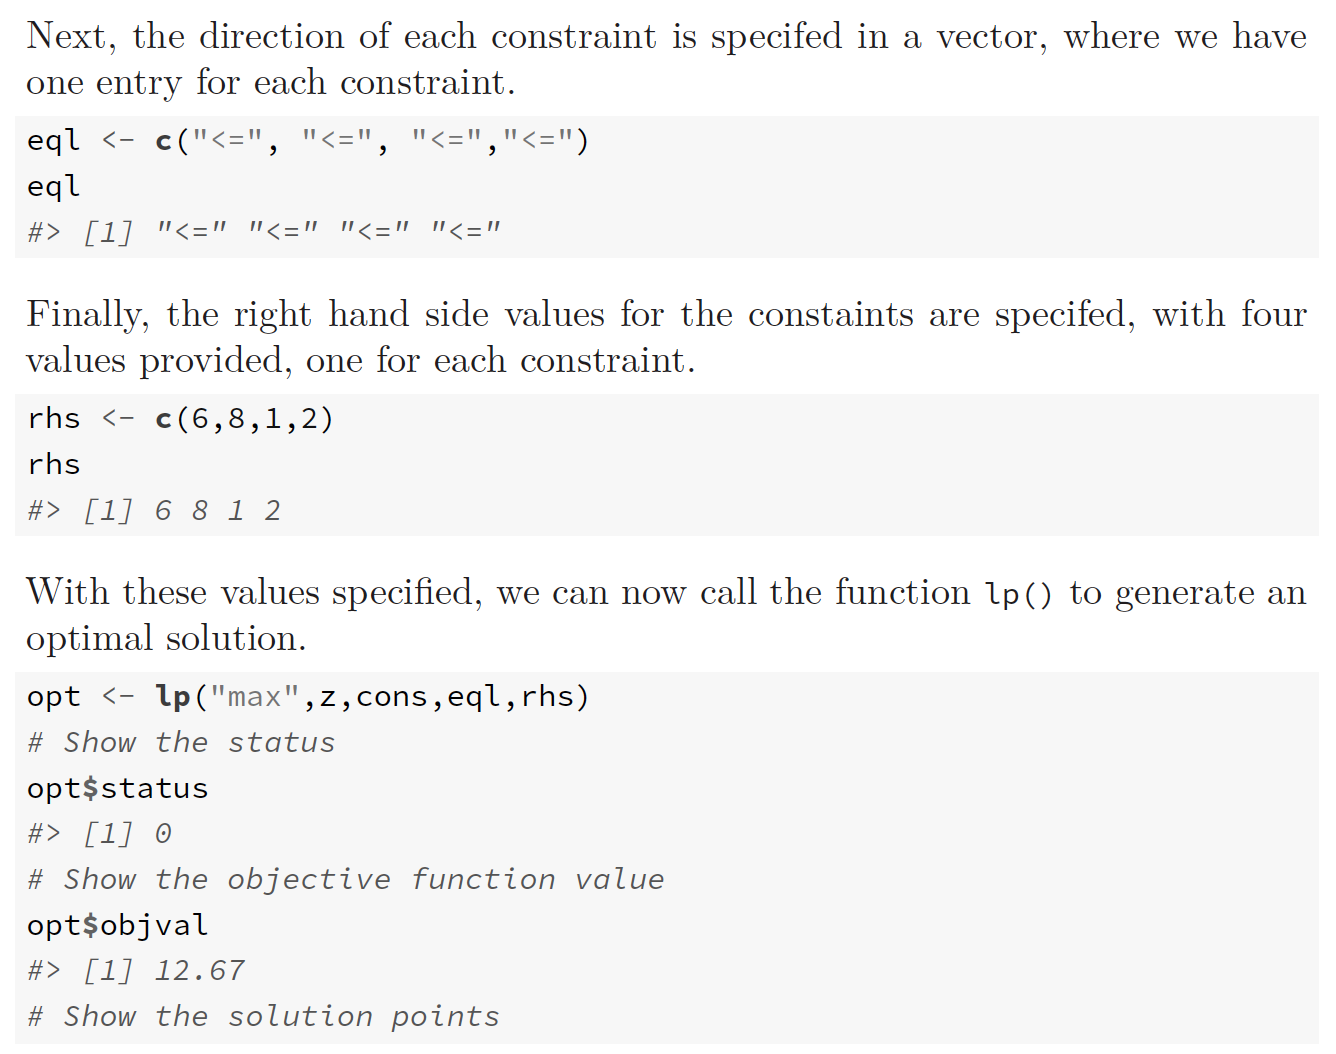 Next, the direction of each constraint is specifed in a vector, where we have
one entry for each constraint.
eql <- c("<=", "<=", "<=","<=")
eql
#> [1] "<=" "<=" "<=" "<="
Finally, the right hand side values for the constaints are specifed, with four
values provided, one for each constraint.
rhs <- c(6,8,1,2)
rhs
#> [1] 6 8 1 2
With these values specified, we can now call the function lp() to generate an
optimal solution.
opt <- lp("max",z,cons,eql,rhs)
# Show the status
opt$status
#> [1] 0
# Show the objective function value
opt$objval
#> [1] 12.67
# Show the solution points